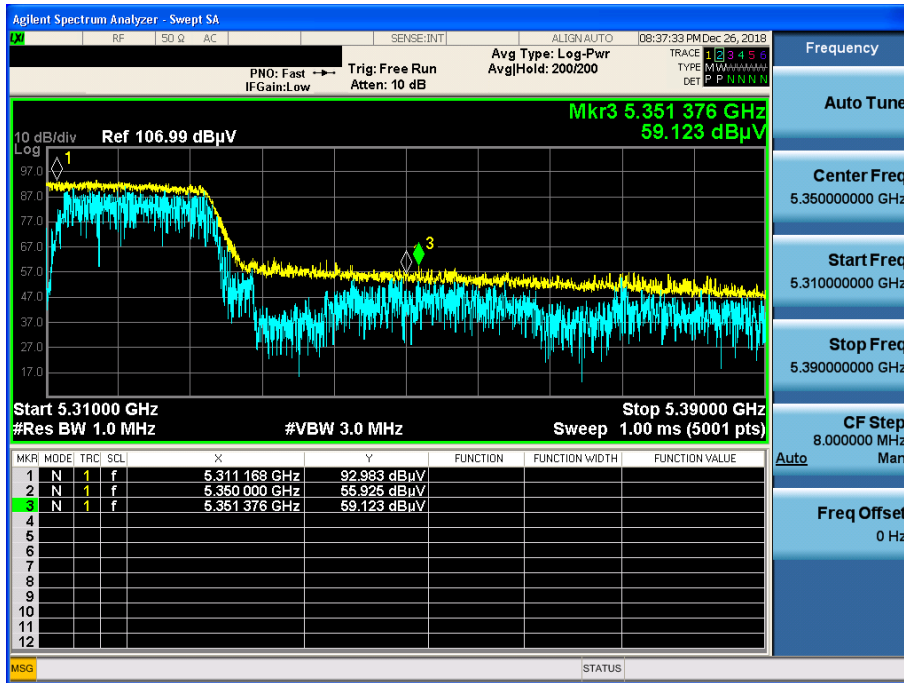 Agilent Spectrum Analyzer - Swept SA
LXI RF 50 Ω AC SENSE:INT ALIGN AUTO 08:37:33 PM Dec 26, 2018
PNO: Fast
IFGain:Low
Trig: Free Run
Atten: 10 dB
Avg Type: Log-Pwr
Avg|Hold: 200/200
TRACE 1 2 3 4 5 6
TYPE MWWWWW
DET P P N N N N
Mkr3 5.351 376 GHz
59.123 dBµV
10 dB/div Ref 106.99 dBµV
Log
97.0
87.0
77.0
67.0
57.0
47.0
37.0
27.0
17.0
1
3
Start 5.31000 GHz Stop 5.39000 GHz
#Res BW 1.0 MHz #VBW 3.0 MHz Sweep 1.00 ms (5001 pts)
MKR MODE TRC SCL X Y FUNCTION FUNCTION WIDTH FUNCTION VALUE
1 N 1 f 5.311 168 GHz 92.983 dBµV
2 N 1 f 5.350 000 GHz 55.925 dBµV
3 N 1 f 5.351 376 GHz 59.123 dBµV
4
5
6
7
8
9
10
11
12
MSG STATUS
Frequency
Auto Tune
Center Freq
5.350000000 GHz
Start Freq
5.310000000 GHz
Stop Freq
5.390000000 GHz
CF Step
8.000000 MHz
Auto Man
Freq Offset
0 Hz